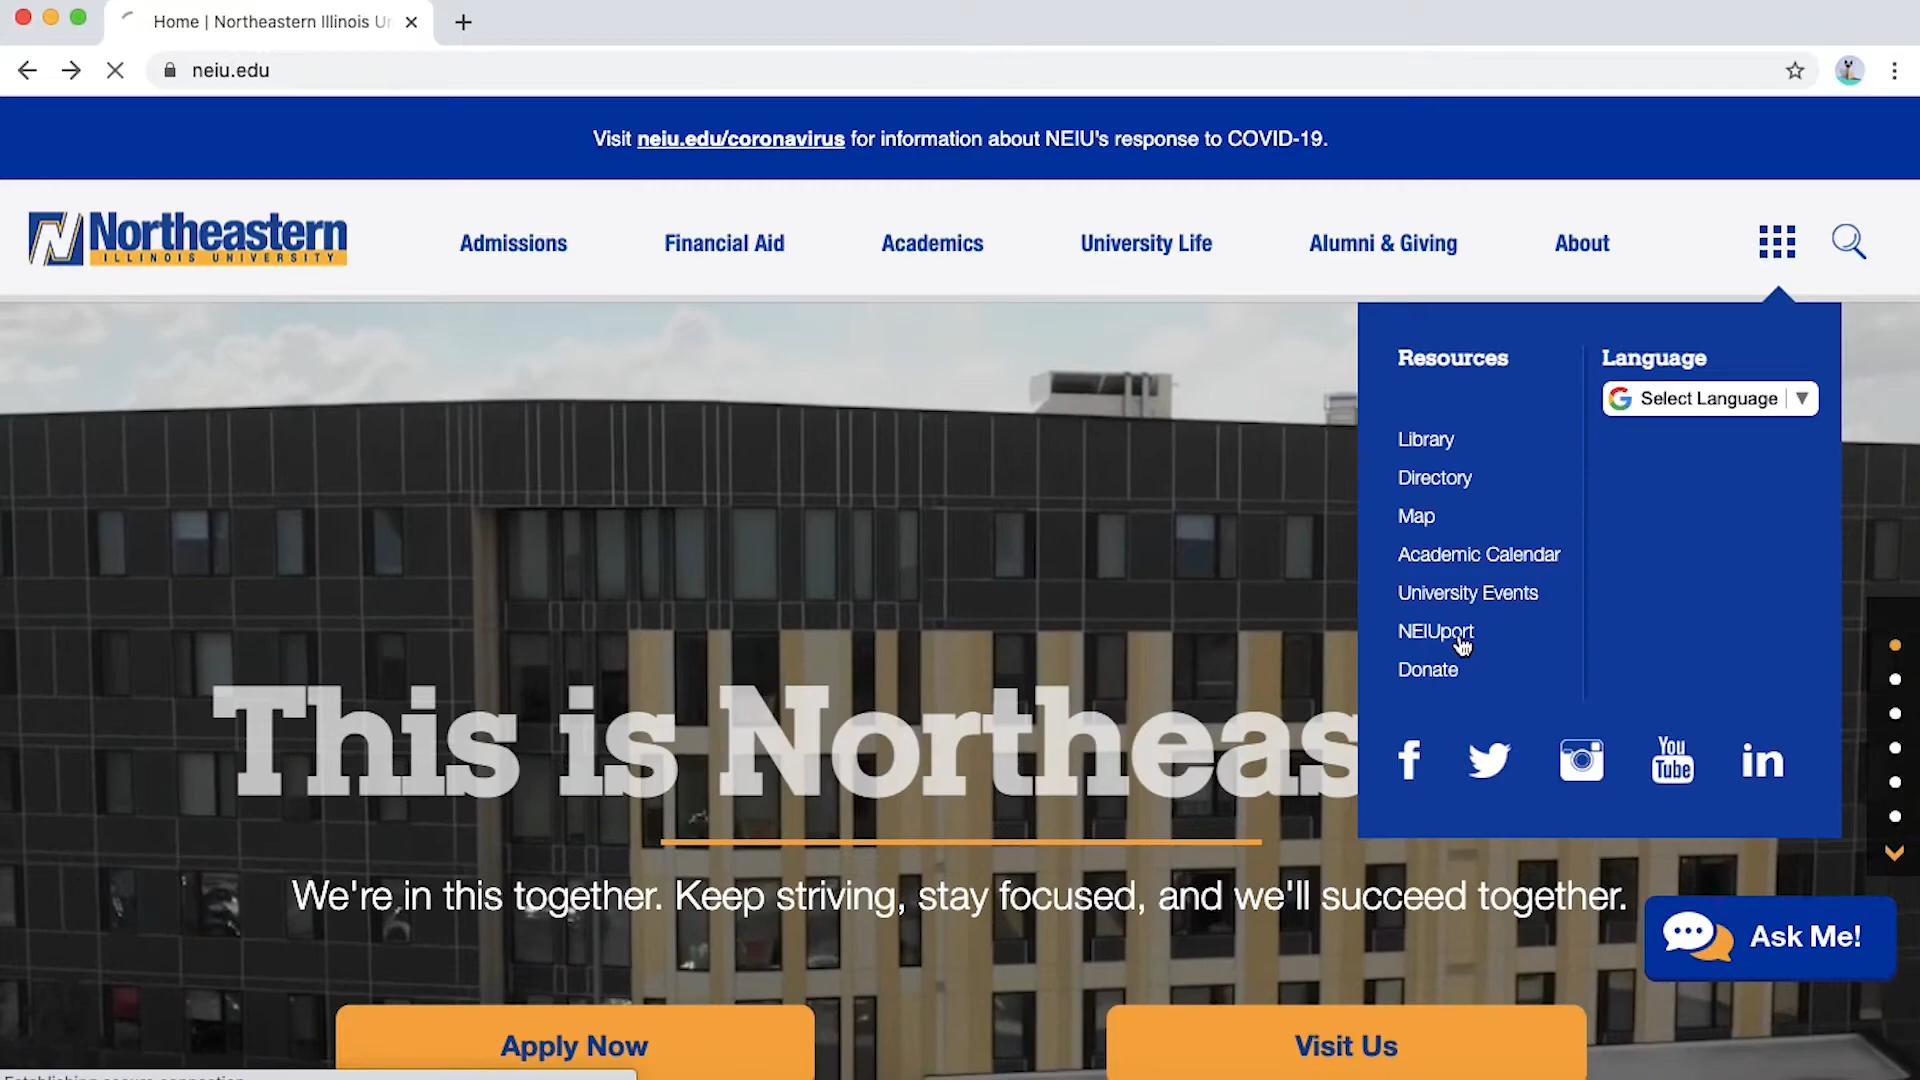 Home | Northeastern Illinois Un
neiu.edu
Visit neiu.edu/coronavirus for information about NEIU's response to COVID-19.
Northeastern
ILLINOIS UNIVERSITY
Admissions
Financial Aid
Academics
University Life
Alumni & Giving
About
Resources
Library
Directory
Map
Academic Calendar
University Events
NEIUport
Donate
Language
Select Language
You
Tube
in
This is Northeas
We're in this together. Keep striving, stay focused, and we'll succeed together.
Ask Me!
Apply Now
Visit Us